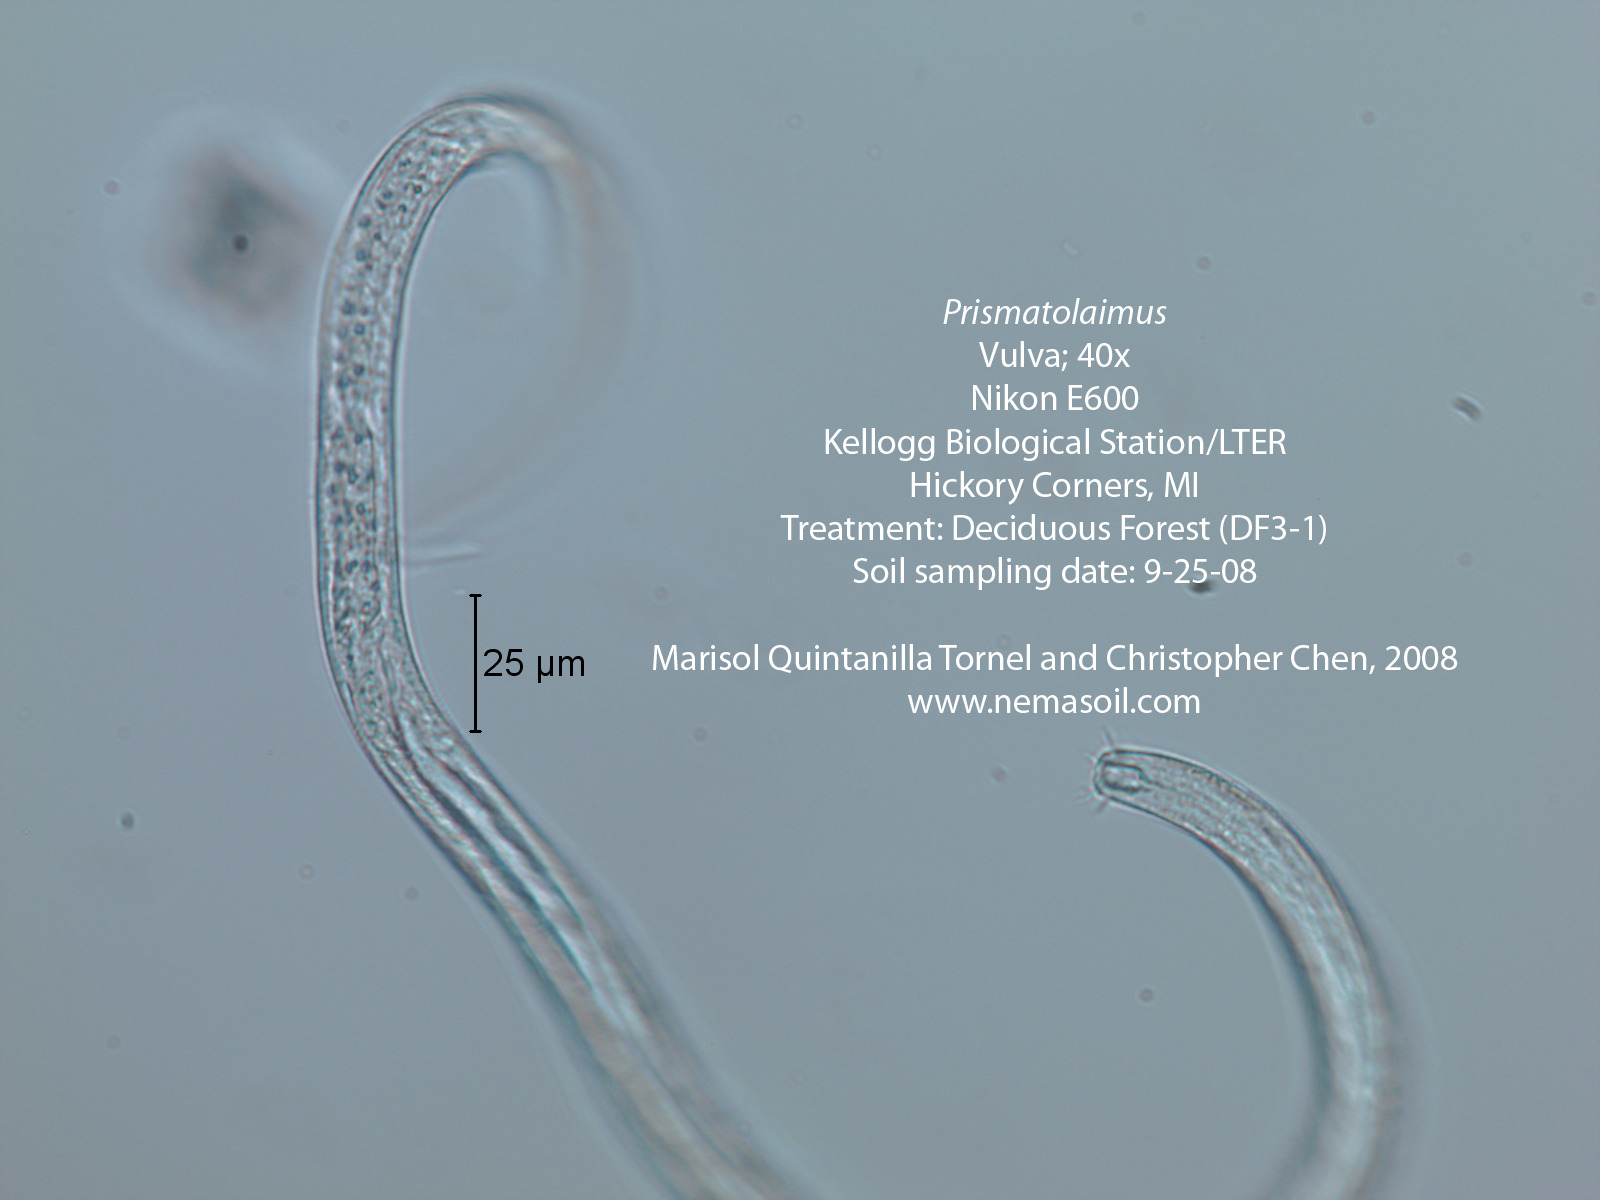 Prismatolaimus
Vulva; 40x
Nikon E600
Kellogg Biological Station/LTER
Hickory Corners, MI
Treatment: Deciduous Forest (DF3-1)
Soil sampling date: 9-25-08
25 µm
Marisol Quintanilla Tornel and Christopher Chen, 2008
www.nemasoil.com